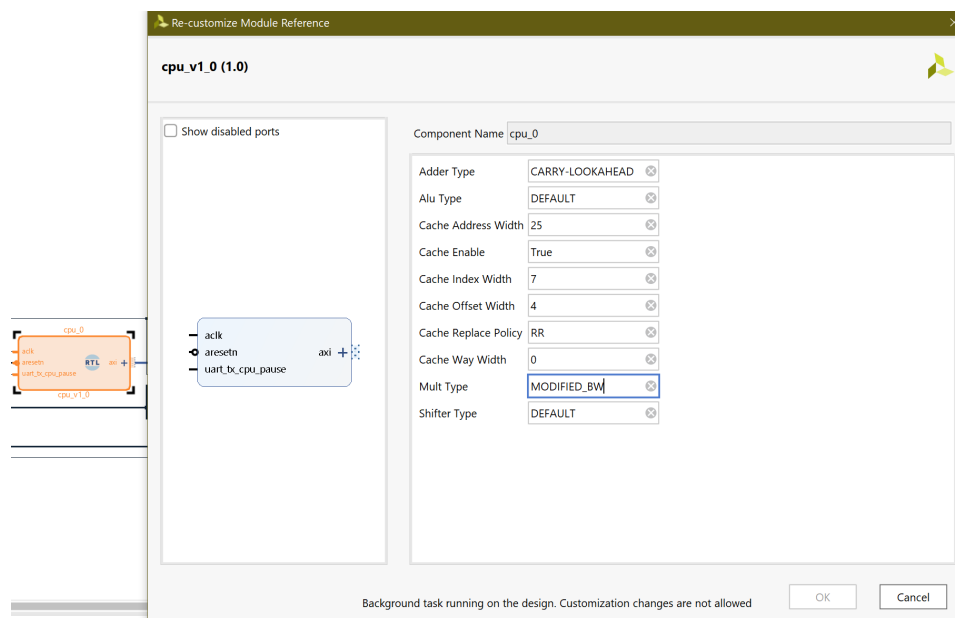 Re-customize Module Reference
cpu_v1_0 (1.0)
Show disabled ports
Component Name cpu_0
Adder Type CARRY-LOOKAHEAD
Alu Type DEFAULT
Cache Address Width 25
Cache Enable True
Cache Index Width 7
Cache Offset Width 4
Cache Replace Policy RR
Cache Way Width 0
Mult Type MODIFIED_BW
Shifter Type DEFAULT
aclk
aresetn axi
uart_tx_cpu_pause
cpu_0
aclk
aresetn RTL axi
uart_tx_cpu_pause
cpu_v1_0
Background task running on the design. Customization changes are not allowed
OK Cancel